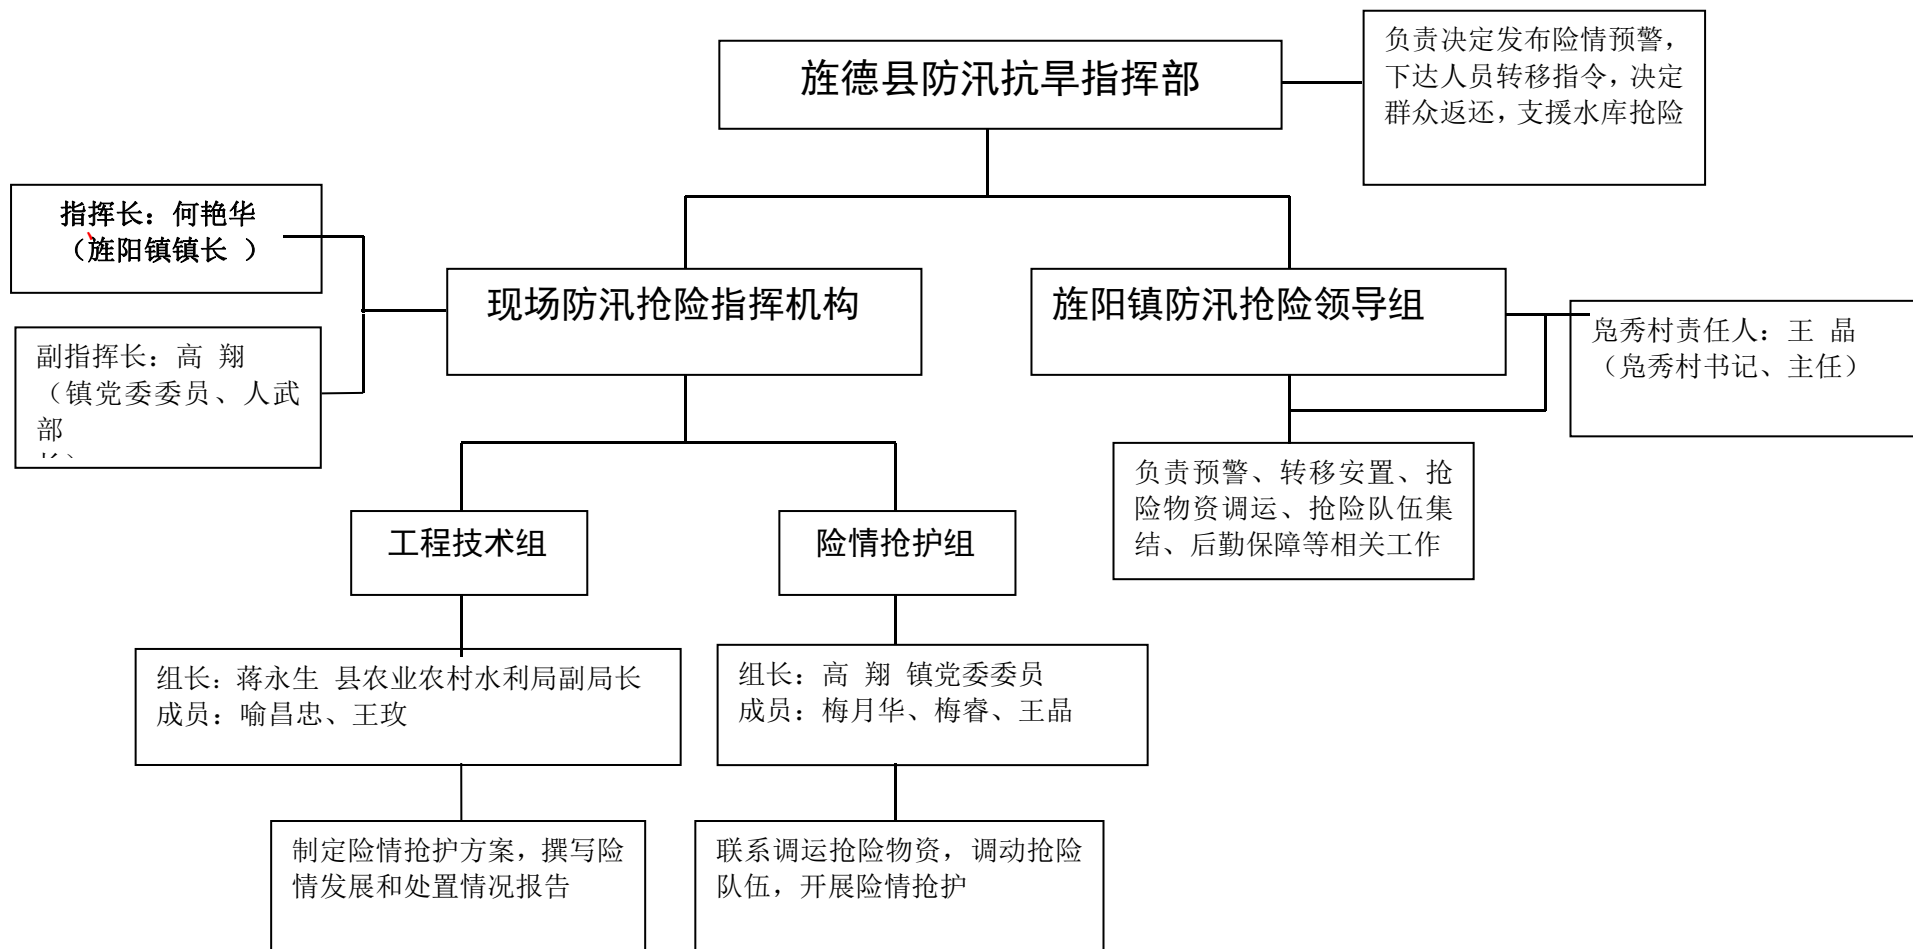 旌德县防汛抗旱指挥部
负责决定发布险情预警，
下达人员转移指令，决定
群众返还，支援水库抢险
指挥长：何艳华
（旌阳镇镇长 ）
副指挥长：高 翔
（镇党委委员、人武
部
现场防汛抢险指挥机构
旌阳镇防汛抢险领导组
凫秀村责任人：王 晶
（凫秀村书记、主任）
负责预警、转移安置、抢
险物资调运、抢险队伍集
结、后勤保障等相关工作
工程技术组
险情抢护组
组长：蒋永生 县农业农村水利局副局长
成员：喻昌忠、王玫
组长：高 翔 镇党委委员
成员：梅月华、梅睿、王晶
制定险情抢护方案，撰写险
情发展和处置情况报告
联系调运抢险物资，调动抢险
队伍，开展险情抢护